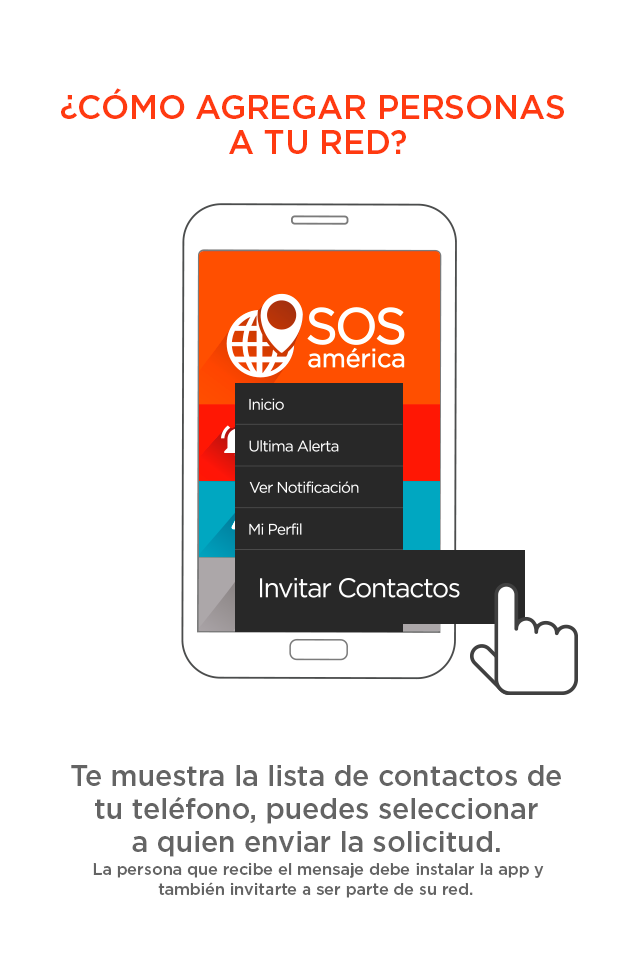 ¿CÓMO AGREGAR PERSONAS
A TU RED?
SOS
américa
Inicio
Ultima Alerta
Ver Notificación
Mi Perfil
Invitar Contactos
Te muestra la lista de contactos de
tu teléfono, puedes seleccionar
a quien enviar la solicitud.
La persona que recibe el mensaje debe instalar la app y
también invitarte a ser parte de su red.